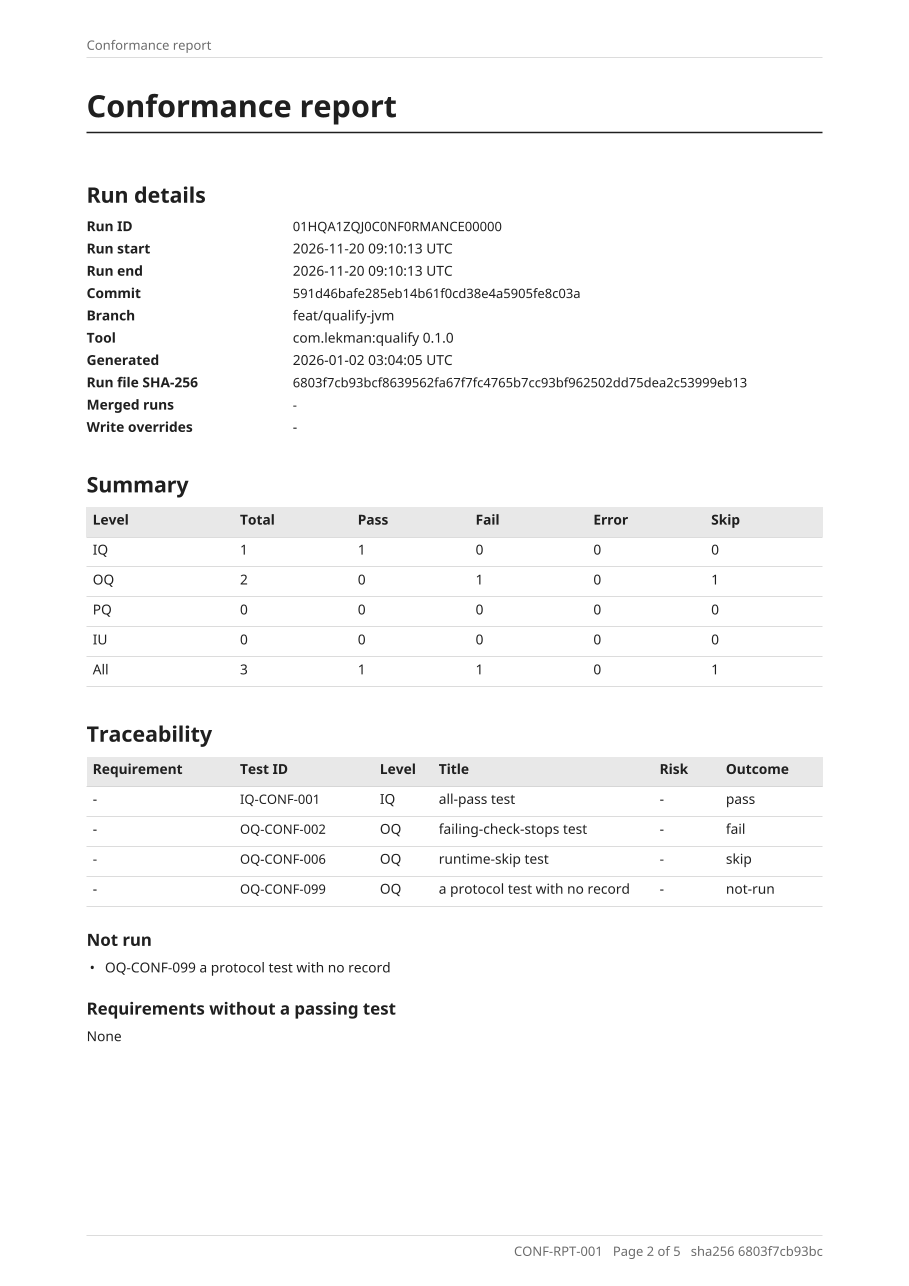 Conformance report
Conformance report
Run details
Run ID 01HQA1ZQJ0C0NF0RMANCE00000
Run start 2026-11-20 09:10:13 UTC
Run end 2026-11-20 09:10:13 UTC
Commit 591d46bafe285eb14b61f0cd38e4a5905fe8c03a
Branch feat/qualify-jvm
Tool com.lekman:qualify 0.1.0
Generated 2026-01-02 03:04:05 UTC
Run file SHA-256 6803f7cb93bcf8639562fa67f7fc4765b7cc93bf962502dd75dea2c53999eb13
Merged runs -
Write overrides -
Summary
Level Total Pass Fail Error Skip
IQ 1 1 0 0 0
OQ 2 0 1 0 1
PQ 0 0 0 0 0
IU 0 0 0 0 0
All 3 1 1 0 1
Traceability
Requirement Test ID Level Title Risk Outcome
- IQ-CONF-001 IQ all-pass test - pass
- OQ-CONF-002 OQ failing-check-stops test - fail
- OQ-CONF-006 OQ runtime-skip test - skip
- OQ-CONF-099 OQ a protocol test with no record - not-run
Not run
• OQ-CONF-099 a protocol test with no record
Requirements without a passing test
None
CONF-RPT-001 Page 2 of 5 sha256 6803f7cb93bc